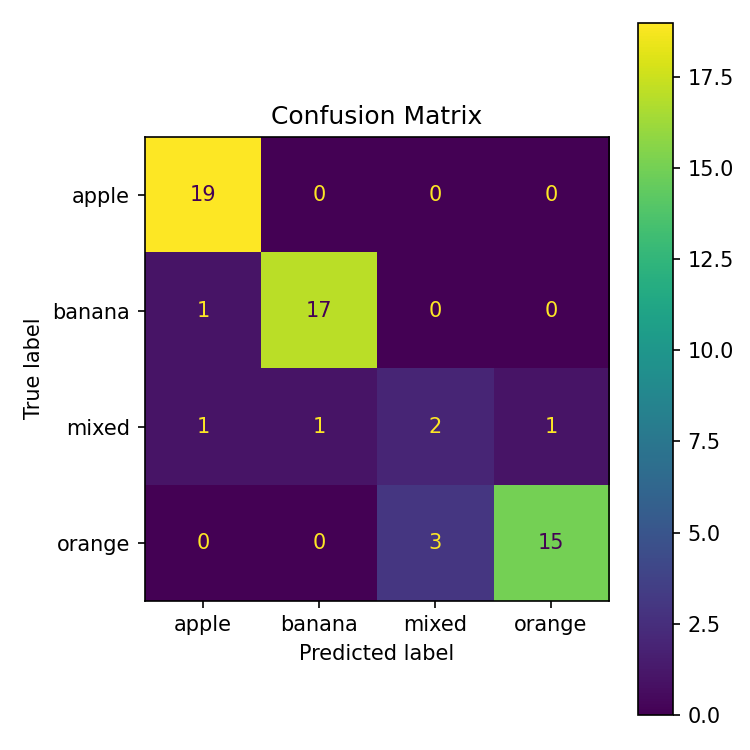 Confusion Matrix
True label
apple 19 0 0 0
banana 1 17 0 0
mixed 1 1 2 1
orange 0 0 3 15
apple banana mixed orange
Predicted label
17.5
15.0
12.5
10.0
7.5
5.0
2.5
0.0